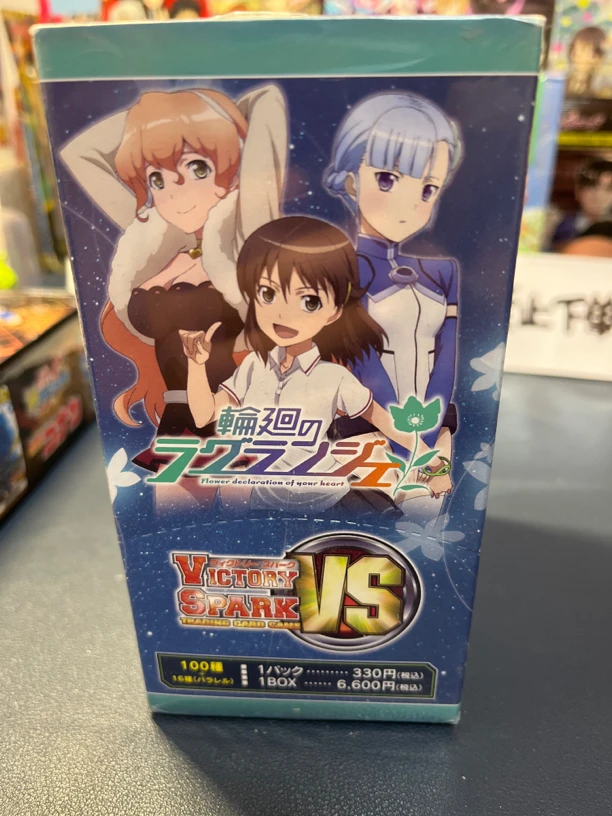 輪廻の
ラグランジェ
Flower declaration of your heart
ヴィクトリースパーク
VICTORY
SPARK
VS
TRADING CARD GAME
100種
+
16種(パラレル)
1パック ········· 330円(税込)
1BOX ······ 6,600円(税込)
止下